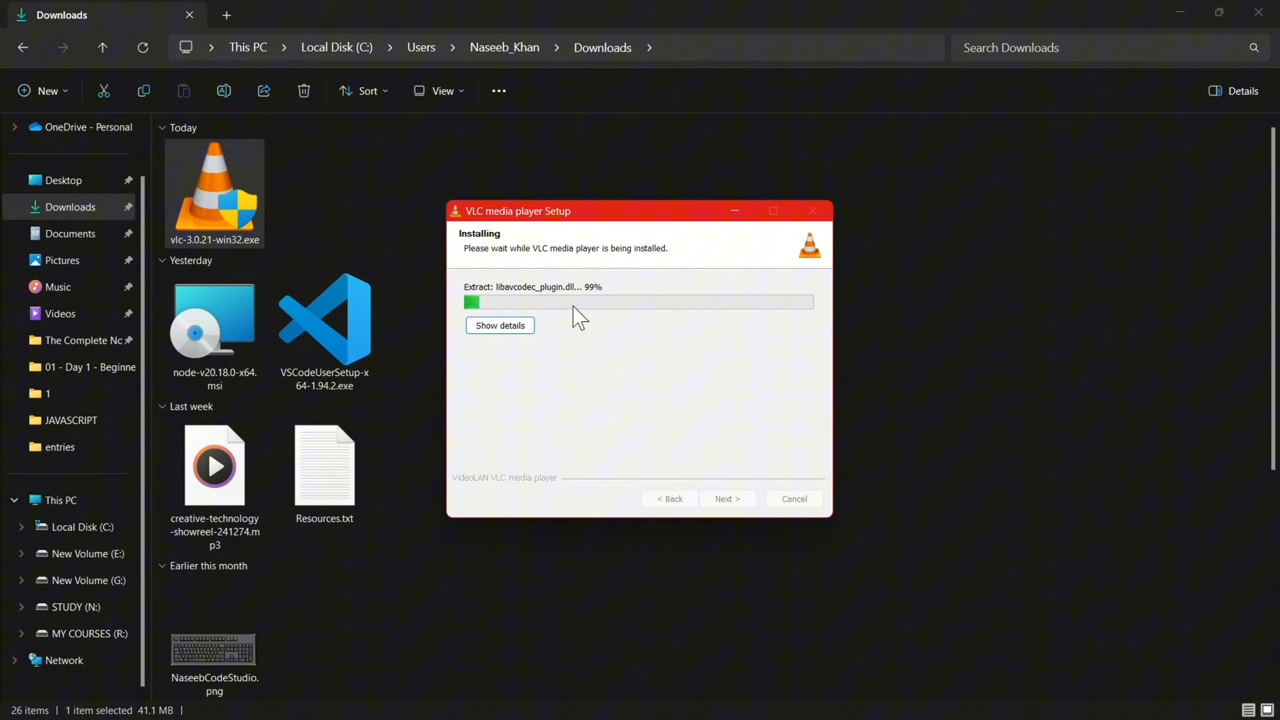 Downloads
This PC
Local Disk (C:)
Users
Naseeb_Khan
Downloads
Search Downloads
New
Sort
View
Details
OneDrive - Personal
Desktop
Downloads
Documents
Pictures
Music
Videos
The Complete Nc
01 - Day 1 - Beginne
1
JAVASCRIPT
entries
This PC
Local Disk (C:)
New Volume (E:)
New Volume (G:)
STUDY (N:)
MY COURSES (R:)
Network
Today
vlc-3.0.21-win32.exe
Yesterday
node-v20.18.0-x64.
msi
VSCodeUserSetup-x
64-1.94.2.exe
Last week
creative-technology
-showreel-241274.m
p3
Resources.txt
Earlier this month
NaseebCodeStudio.
png
VLC media player Setup
Installing
Please wait while VLC media player is being installed.
Extract: libavcodec_plugin.dll... 99%
Show details
VideoLAN VLC media player
< Back
Next >
Cancel
26 items
1 item selected 41.1 MB